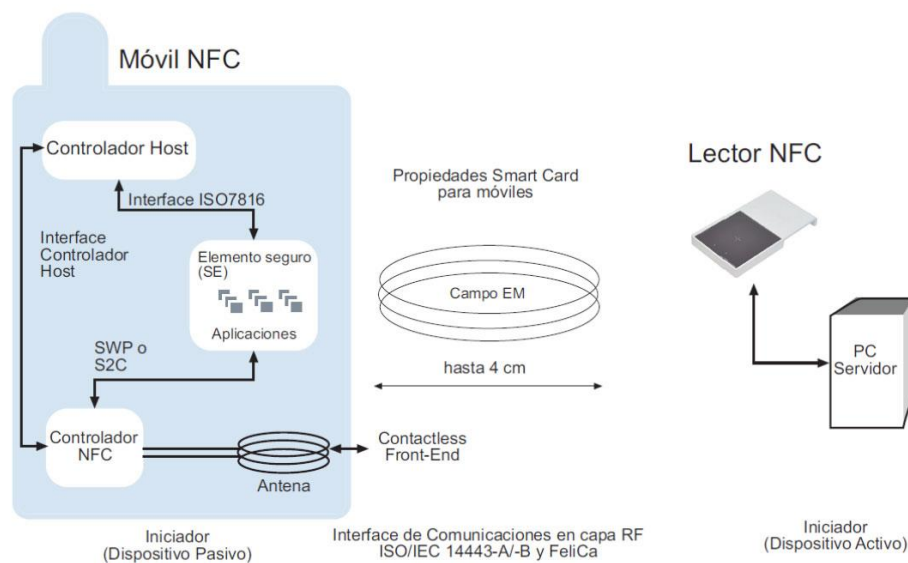 Móvil NFC
Controlador Host
Interface ISO7816
Interface
Controlador
Host
Elemento seguro
(SE)
Aplicaciones
SWP o
S2C
Controlador
NFC
Antena
Iniciador
(Dispositivo Pasivo)
Propiedades Smart Card
para móviles
Campo EM
hasta 4 cm
Contactless
Front-End
Interface de Comunicaciones en capa RF
ISO/IEC 14443-A/-B y FeliCa
Lector NFC
PC
Servidor
Iniciador
(Dispositivo Activo)